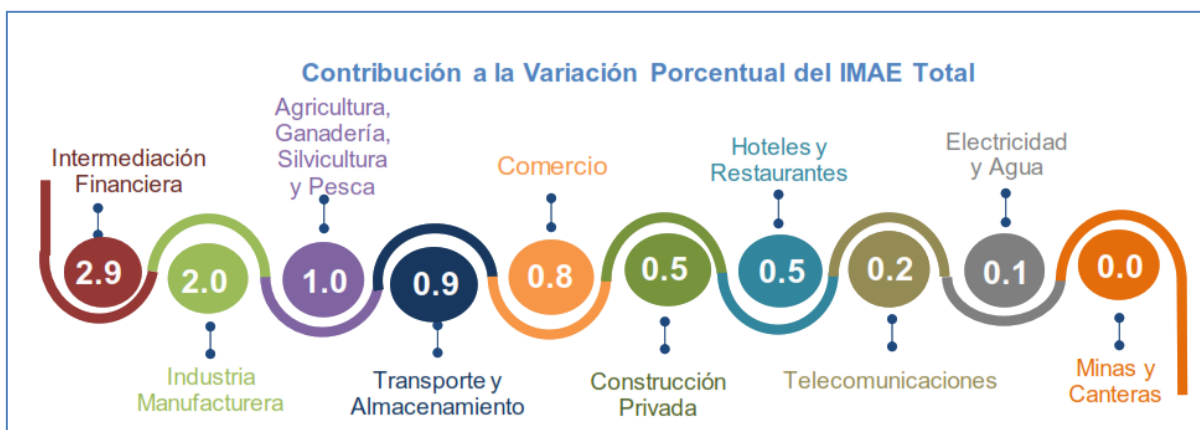 Contribución a la Variación Porcentual del IMAE Total
Intermediación
Financiera
2.9
2.0
Industria
Manufacturera
Agricultura,
Ganadería,
Silvicultura
y Pesca
1.0
0.9
Transporte y
Almacenamiento
Comercio
0.8
0.5
Construcción
Privada
Hoteles y
Restaurantes
0.5
0.2
Telecomunicaciones
Electricidad
y Agua
0.1
0.0
Minas y
Canteras